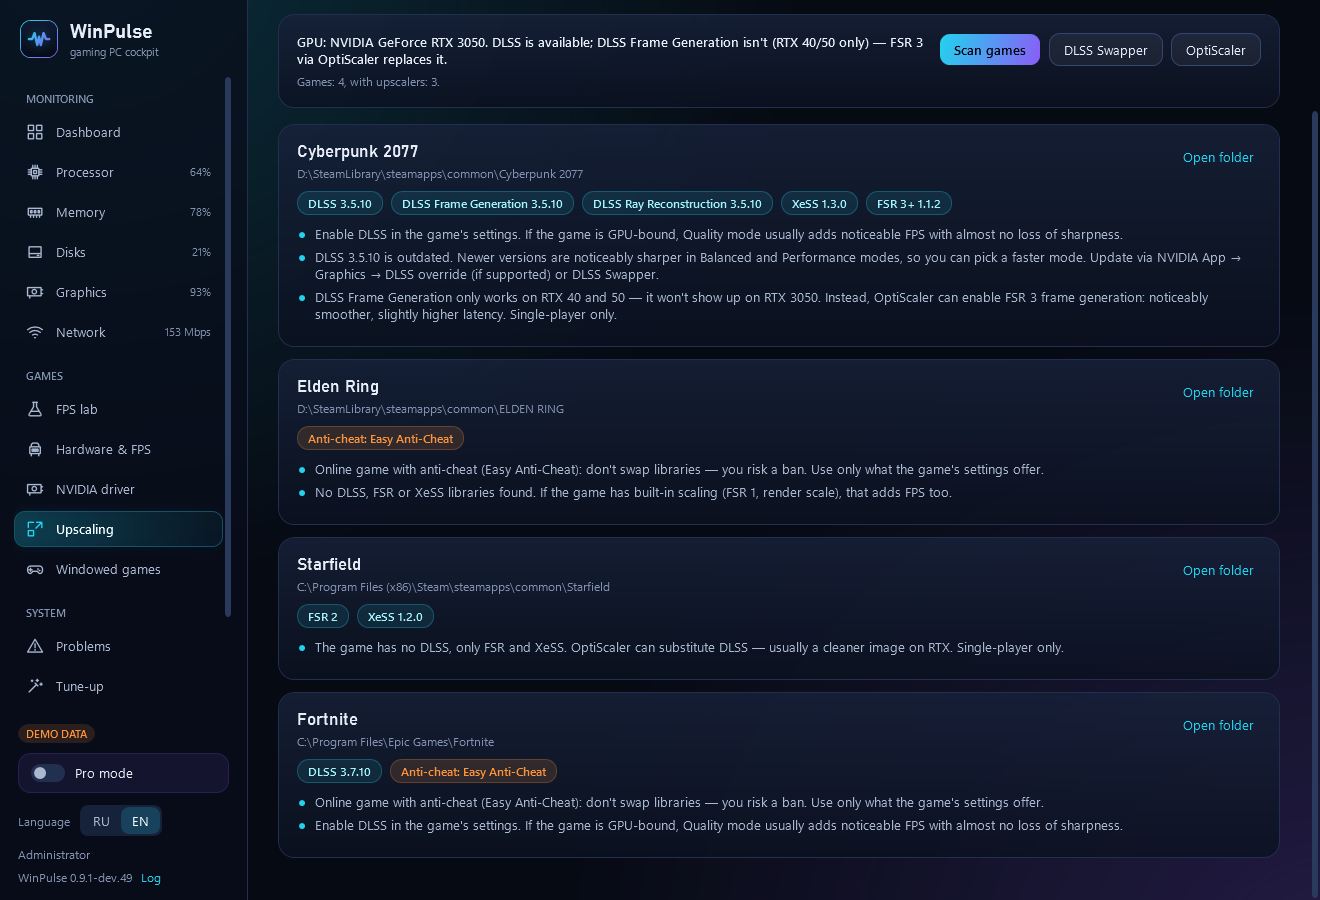 WinPulse
gaming PC cockpit
MONITORING
Dashboard
Processor 64%
Memory 78%
Disks 21%
Graphics 93%
Network 153 Mbps
GAMES
FPS lab
Hardware & FPS
NVIDIA driver
Upscaling
Windowed games
SYSTEM
Problems
Tune-up
DEMO DATA
Pro mode
Language RU EN
Administrator
WinPulse 0.9.1-dev.49 Log
GPU: NVIDIA GeForce RTX 3050. DLSS is available; DLSS Frame Generation isn't (RTX 40/50 only) — FSR 3
via OptiScaler replaces it.
Games: 4, with upscalers: 3.
Scan games DLSS Swapper OptiScaler
Cyberpunk 2077
Open folder
D:\SteamLibrary\steamapps\common\Cyberpunk 2077
DLSS 3.5.10 DLSS Frame Generation 3.5.10 DLSS Ray Reconstruction 3.5.10 XeSS 1.3.0 FSR 3+ 1.1.2
• Enable DLSS in the game's settings. If the game is GPU-bound, Quality mode usually adds noticeable FPS with almost no loss of sharpness.
• DLSS 3.5.10 is outdated. Newer versions are noticeably sharper in Balanced and Performance modes, so you can pick a faster mode. Update via NVIDIA App →
Graphics → DLSS override (if supported) or DLSS Swapper.
• DLSS Frame Generation only works on RTX 40 and 50 — it won't show up on RTX 3050. Instead, OptiScaler can enable FSR 3 frame generation: noticeably
smoother, slightly higher latency. Single-player only.
Elden Ring
Open folder
D:\SteamLibrary\steamapps\common\ELDEN RING
Anti-cheat: Easy Anti-Cheat
• Online game with anti-cheat (Easy Anti-Cheat): don't swap libraries — you risk a ban. Use only what the game's settings offer.
• No DLSS, FSR or XeSS libraries found. If the game has built-in scaling (FSR 1, render scale), that adds FPS too.
Starfield
Open folder
C:\Program Files (x86)\Steam\steamapps\common\Starfield
FSR 2 XeSS 1.2.0
• The game has no DLSS, only FSR and XeSS. OptiScaler can substitute DLSS — usually a cleaner image on RTX. Single-player only.
Fortnite
Open folder
C:\Program Files\Epic Games\Fortnite
DLSS 3.7.10 Anti-cheat: Easy Anti-Cheat
• Online game with anti-cheat (Easy Anti-Cheat): don't swap libraries — you risk a ban. Use only what the game's settings offer.
• Enable DLSS in the game's settings. If the game is GPU-bound, Quality mode usually adds noticeable FPS with almost no loss of sharpness.